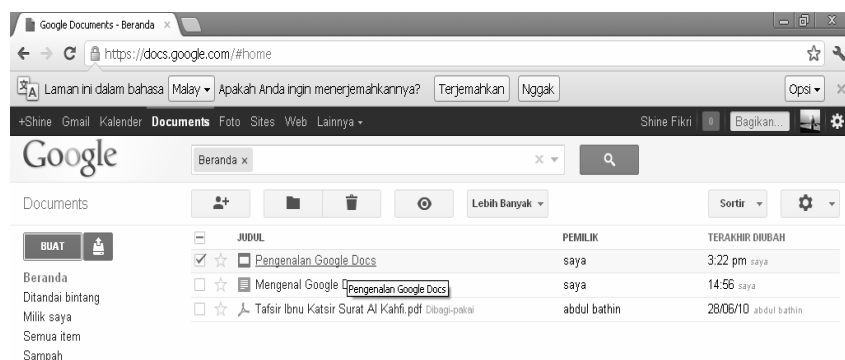 Google Documents - Beranda ×
https://docs.google.com/#home
Laman ini dalam bahasa Malay Apakah Anda ingin menerjemahkannya? Terjemahkan Nggak Opsi
+Shine Gmail Kalender Documents Foto Sites Web Lainnya Shine Fikri 0 Bagikan...
Google Beranda ×
Documents Lebih Banyak Sortir
BUAT JUDUL PEMILIK TERAKHIR DIUBAH
Pengenalan Google Docs saya 3:22 pm saya
Beranda Mengenal Google D Pengenalan Google Docs saya 14:56 saya
Ditandai bintang
Tafsir Ibnu Katsir Surat Al Kahfi.pdf Dibagi-pakai abdul bathin 28/06/10 abdul bathin
Milik saya
Semua item
Sampah